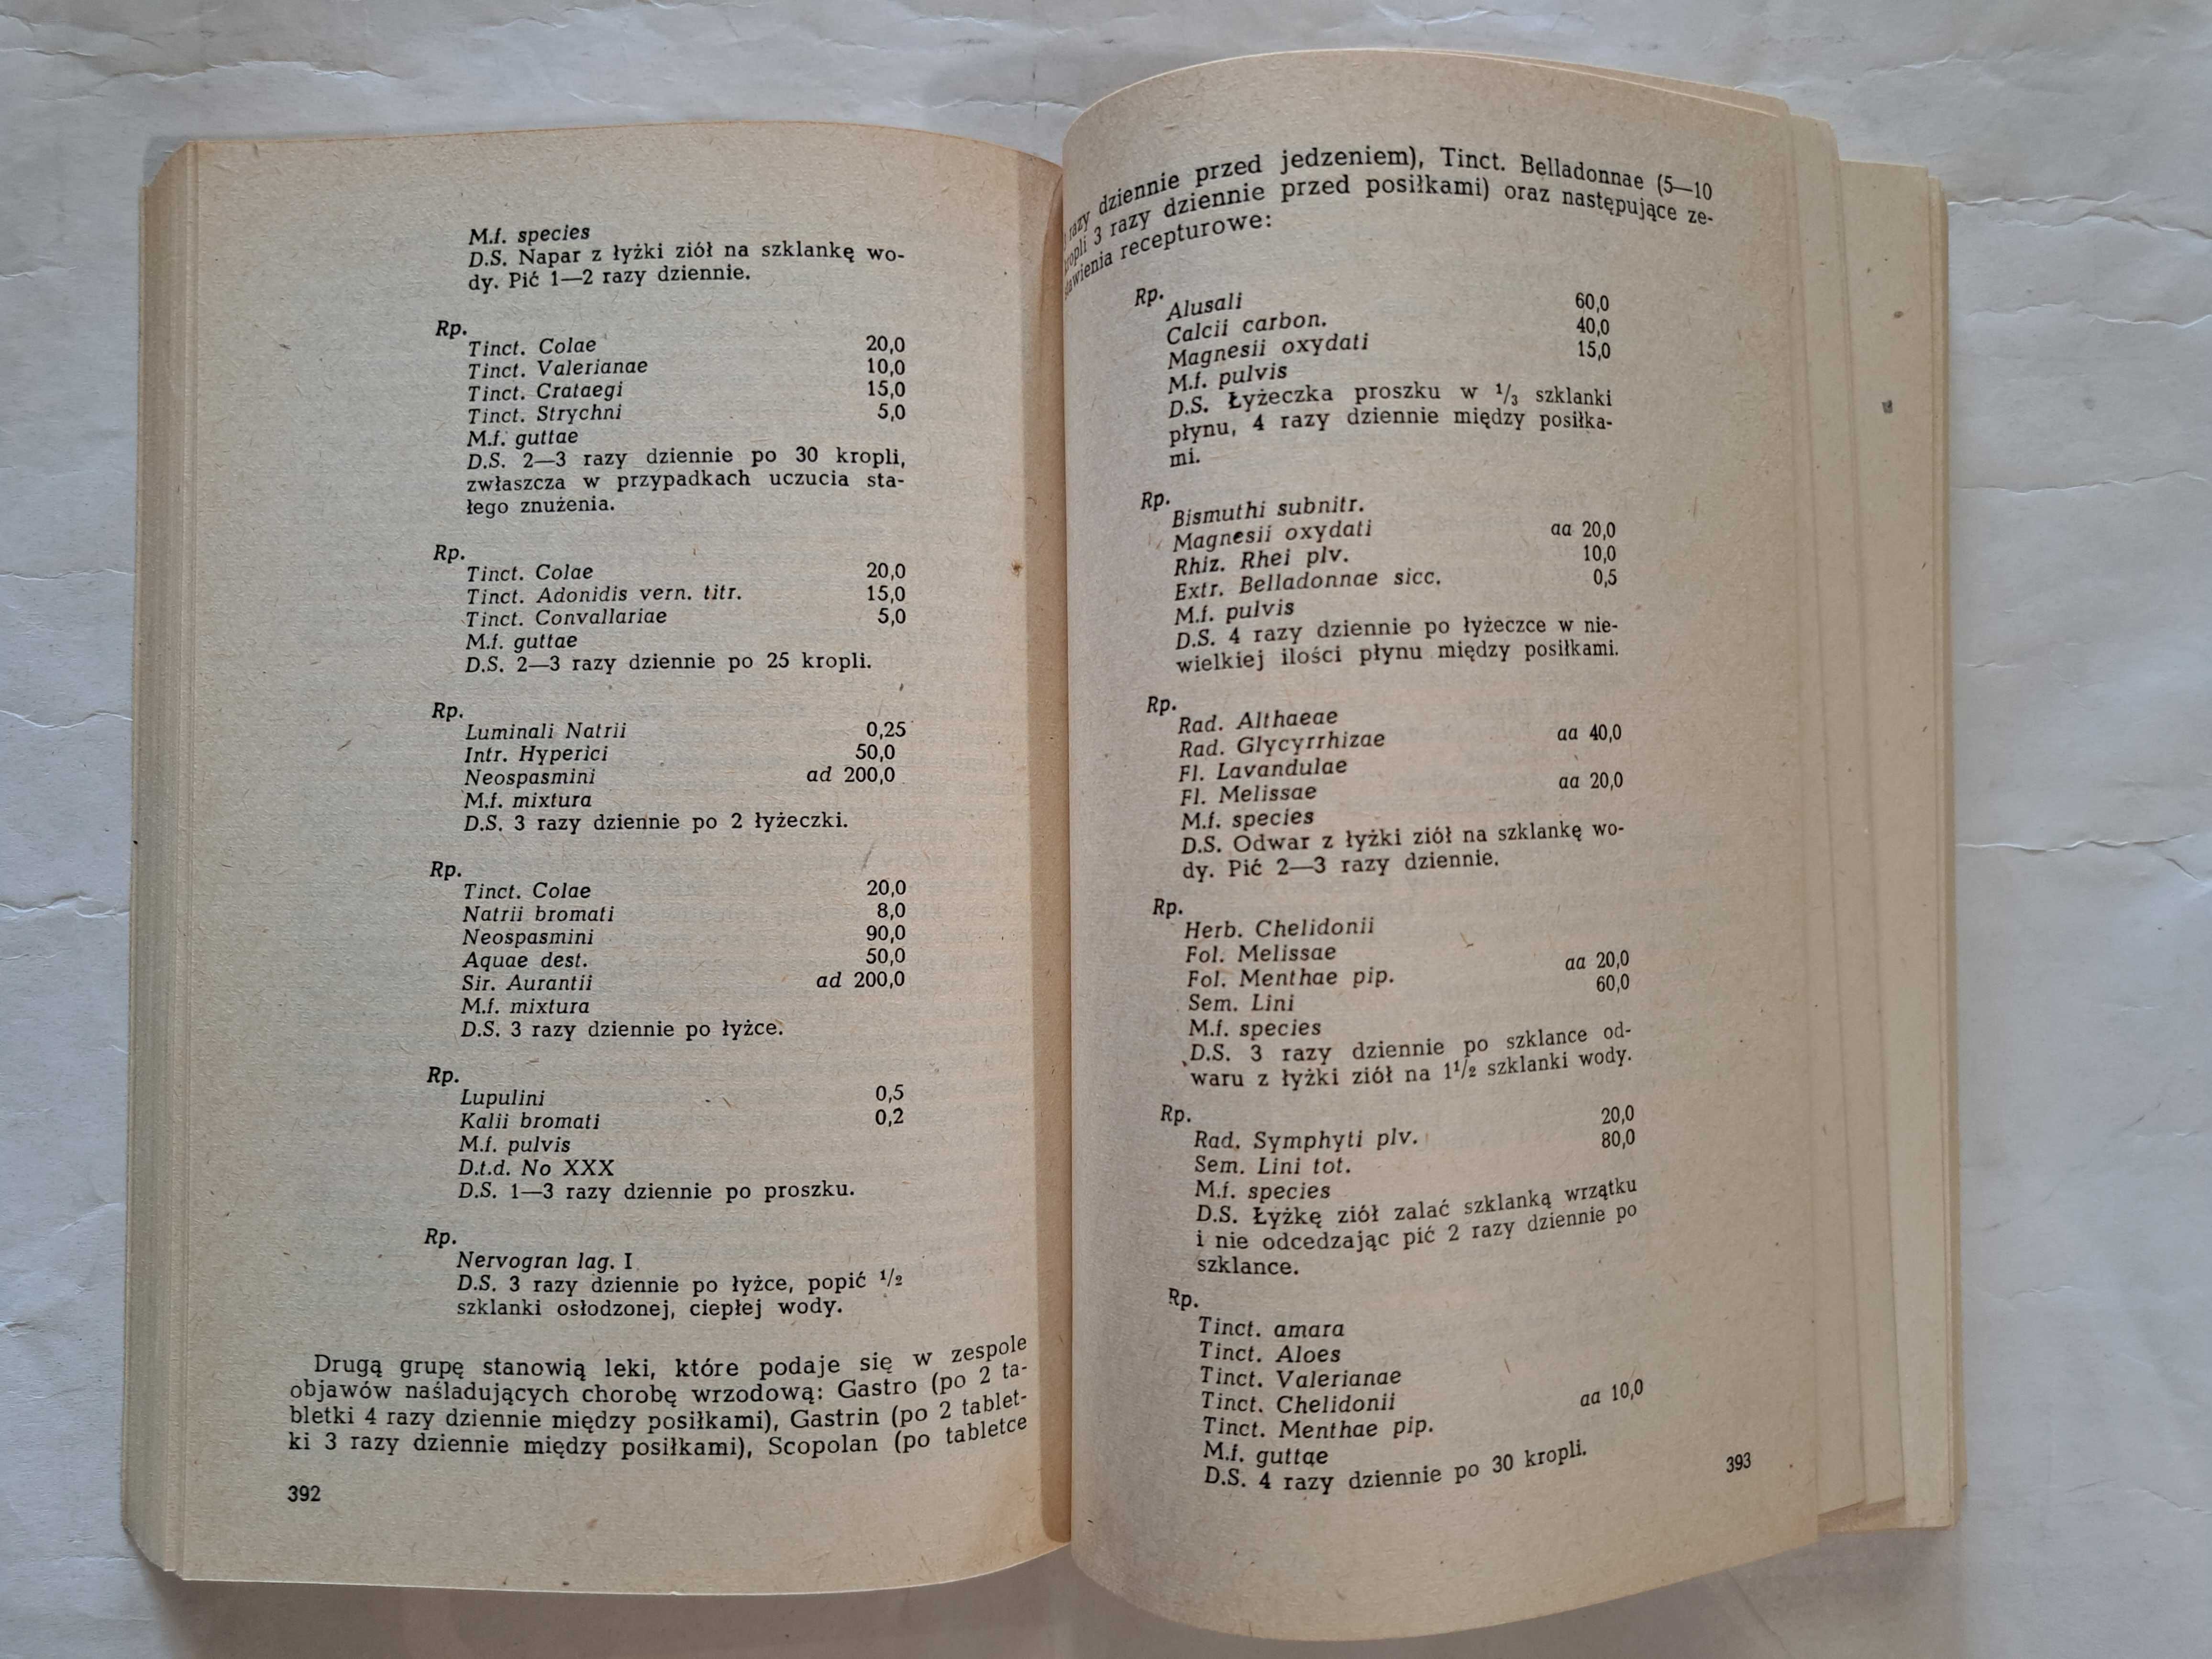 M.f. species
D.S. Napar z łyżki ziół na szklankę wo-
dy. Pić 1—2 razy dziennie.
Rp.
Tinct. Colae 20,0
Tinct. Valerianae 10,0
Tinct. Crataegi 15,0
Tinct. Strychni 5,0
M.f. guttae
D.S. 2—3 razy dziennie po 30 kropli,
zwłaszcza w przypadkach uczucia sta-
łego znużenia.
Rp.
Tinct. Colae 20,0
Tinct. Adonidis vern. titr. 15,0
Tinct. Convallariae 5,0
M.f. guttae
D.S. 2—3 razy dziennie po 25 kropli.
Rp.
Luminali Natrii 0,25
Intr. Hyperici 50,0
Neospasmini ad 200,0
M.f. mixtura
D.S. 3 razy dziennie po 2 łyżeczki.
Rp.
Tinct. Colae 20,0
Natrii bromati 8,0
Neospasmini 90,0
Aquae dest. 50,0
Sir. Aurantii ad 200,0
M.f. mixtura
D.S. 3 razy dziennie po łyżce.
Rp.
Lupulini 0,5
Kalii bromati 0,2
M.f. pulvis
D.t.d. No XXX
D.S. 1—3 razy dziennie po proszku.
Rp.
Nervogran lag. I
D.S. 3 razy dziennie po łyżce, popić 1/2
szklanki osłodzonej, ciepłej wody.
Drugą grupę stanowią leki, które podaje się w zespole
objawów naśladujących chorobę wrzodową: Gastro (po 2 ta-
bletki 4 razy dziennie między posiłkami), Gastrin (po 2 tablet-
ki 3 razy dziennie między posiłkami), Scopolan (po tabletce
392
razy dziennie przed jedzeniem), Tinct. Belladonnae (5—10
kropli 3 razy dziennie przed posiłkami) oraz następujące ze-
stawienia recepturowe:
Rp.
Alusali 60,0
Calcii carbon. 40,0
Magnesii oxydati 15,0
M.f. pulvis
D.S. Łyżeczka proszku w 1/3 szklanki
płynu, 4 razy dziennie między posiłka-
mi.
Rp.
Bismuthi subnitr.
Magnesii oxydati aa 20,0
Rhiz. Rhei plv. 10,0
Extr. Belladonnae sicc. 0,5
M.f. pulvis
D.S. 4 razy dziennie po łyżeczce w nie-
wielkiej ilości płynu między posiłkami.
Rp.
Rad. Althaeae
Rad. Glycyrrhizae aa 40,0
Fl. Lavandulae
Fl. Melissae aa 20,0
M.f. species
D.S. Odwar z łyżki ziół na szklankę wo-
dy. Pić 2—3 razy dziennie.
Rp.
Herb. Chelidonii
Fol. Melissae
Fol. Menthae pip. aa 20,0
Sem. Lini 60,0
M.f. species
D.S. 3 razy dziennie po szklance od-
waru z łyżki ziół na 11/2 szklanki wody.
Rp.
Rad. Symphyti plv. 20,0
Sem. Lini tot. 80,0
M.f. species
D.S. Łyżkę ziół zalać szklanką wrzątku
i nie odcedzając pić 2 razy dziennie po
szklance.
Rp.
Tinct. amara
Tinct. Aloes
Tinct. Valerianae
Tinct. Chelidonii
Tinct. Menthae pip. aa 10,0
M.f. guttae
D.S. 4 razy dziennie po 30 kropli.
393